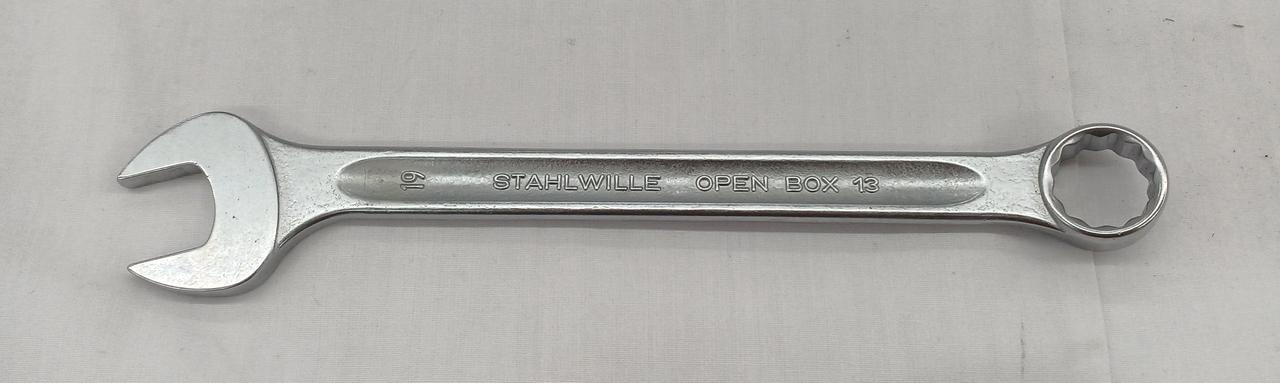 19
STAHLWILLE OPEN BOX 13